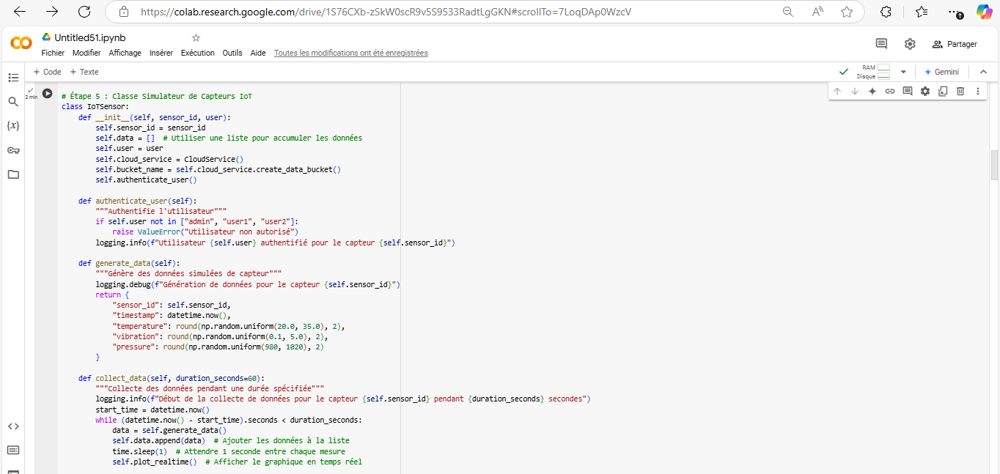 https://colab.research.google.com/drive/1S76CXb-zSkW0scR9v5S9533RadtLgGKN#scrollTo=7LoqDAp0WzcV
Untitled51.ipynb
Fichier Modifier Affichage Insérer Exécution Outils Aide Toutes les modifications ont été enregistrées
Partager
+ Code + Texte
RAM
Disque
Gemini
2 min
# Étape 5 : Classe Simulateur de Capteurs IoT
class IoTSensor:
    def __init__(self, sensor_id, user):
        self.sensor_id = sensor_id
        self.data = []  # Utiliser une liste pour accumuler les données
        self.user = user
        self.cloud_service = CloudService()
        self.bucket_name = self.cloud_service.create_data_bucket()
        self.authenticate_user()
    def authenticate_user(self):
        """Authentifie l'utilisateur"""
        if self.user not in ["admin", "user1", "user2"]:
            raise ValueError("Utilisateur non autorisé")
        logging.info(f"Utilisateur {self.user} authentifié pour le capteur {self.sensor_id}")
    def generate_data(self):
        """Génère des données simulées de capteur"""
        logging.debug(f"Génération de données pour le capteur {self.sensor_id}")
        return {
            "sensor_id": self.sensor_id,
            "timestamp": datetime.now(),
            "temperature": round(np.random.uniform(20.0, 35.0), 2),
            "vibration": round(np.random.uniform(0.1, 5.0), 2),
            "pressure": round(np.random.uniform(980, 1020), 2)
        }
    def collect_data(self, duration_seconds=60):
        """Collecte des données pendant une durée spécifiée"""
        logging.info(f"Début de la collecte de données pour le capteur {self.sensor_id} pendant {duration_seconds} secondes")
        start_time = datetime.now()
        while (datetime.now() - start_time).seconds < duration_seconds:
            data = self.generate_data()
            self.data.append(data)  # Ajouter les données à la liste
            time.sleep(1)  # Attendre 1 seconde entre chaque mesure
            self.plot_realtime()  # Afficher le graphique en temps réel